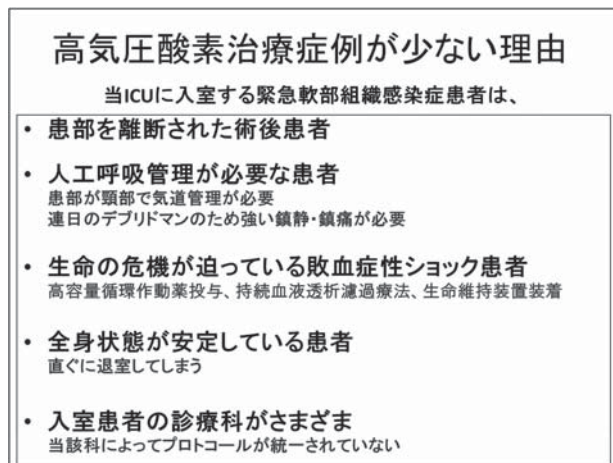 高気圧酸素治療症例が少ない理由
当ICUに入室する緊急軟部組織感染症患者は、
• 患部を離断された術後患者
• 人工呼吸管理が必要な患者
患部が頸部で気道管理が必要
連日のデブリドマンのため強い鎮静・鎮痛が必要
• 生命の危機が迫っている敗血症性ショック患者
高容量循環作動薬投与、持続血液透析濾過療法、生命維持装置装着
• 全身状態が安定している患者
直ぐに退室してしまう
• 入室患者の診療科がさまざま
当該科によってプロトコールが統一されていない